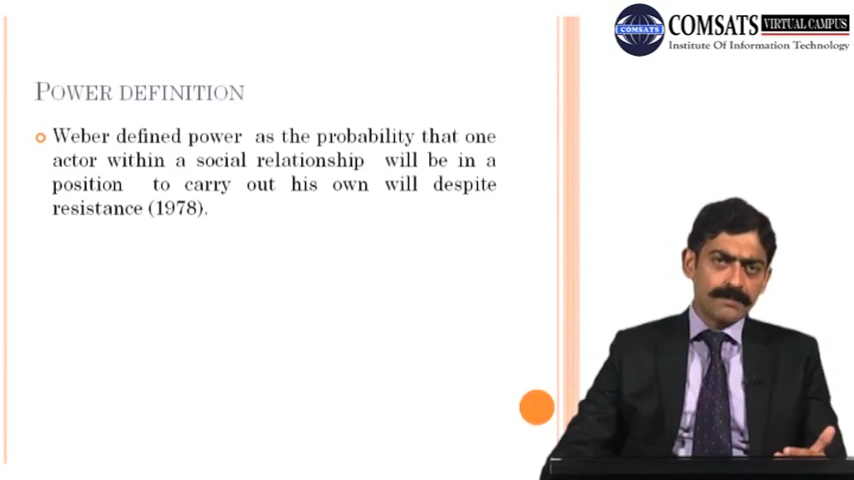 COMSATS
COMSATS VIRTUAL CAMPUS
Institute Of Information Technology
POWER DEFINITION
Weber defined power as the probability that one
actor within a social relationship will be in a
position to carry out his own will despite
resistance (1978).